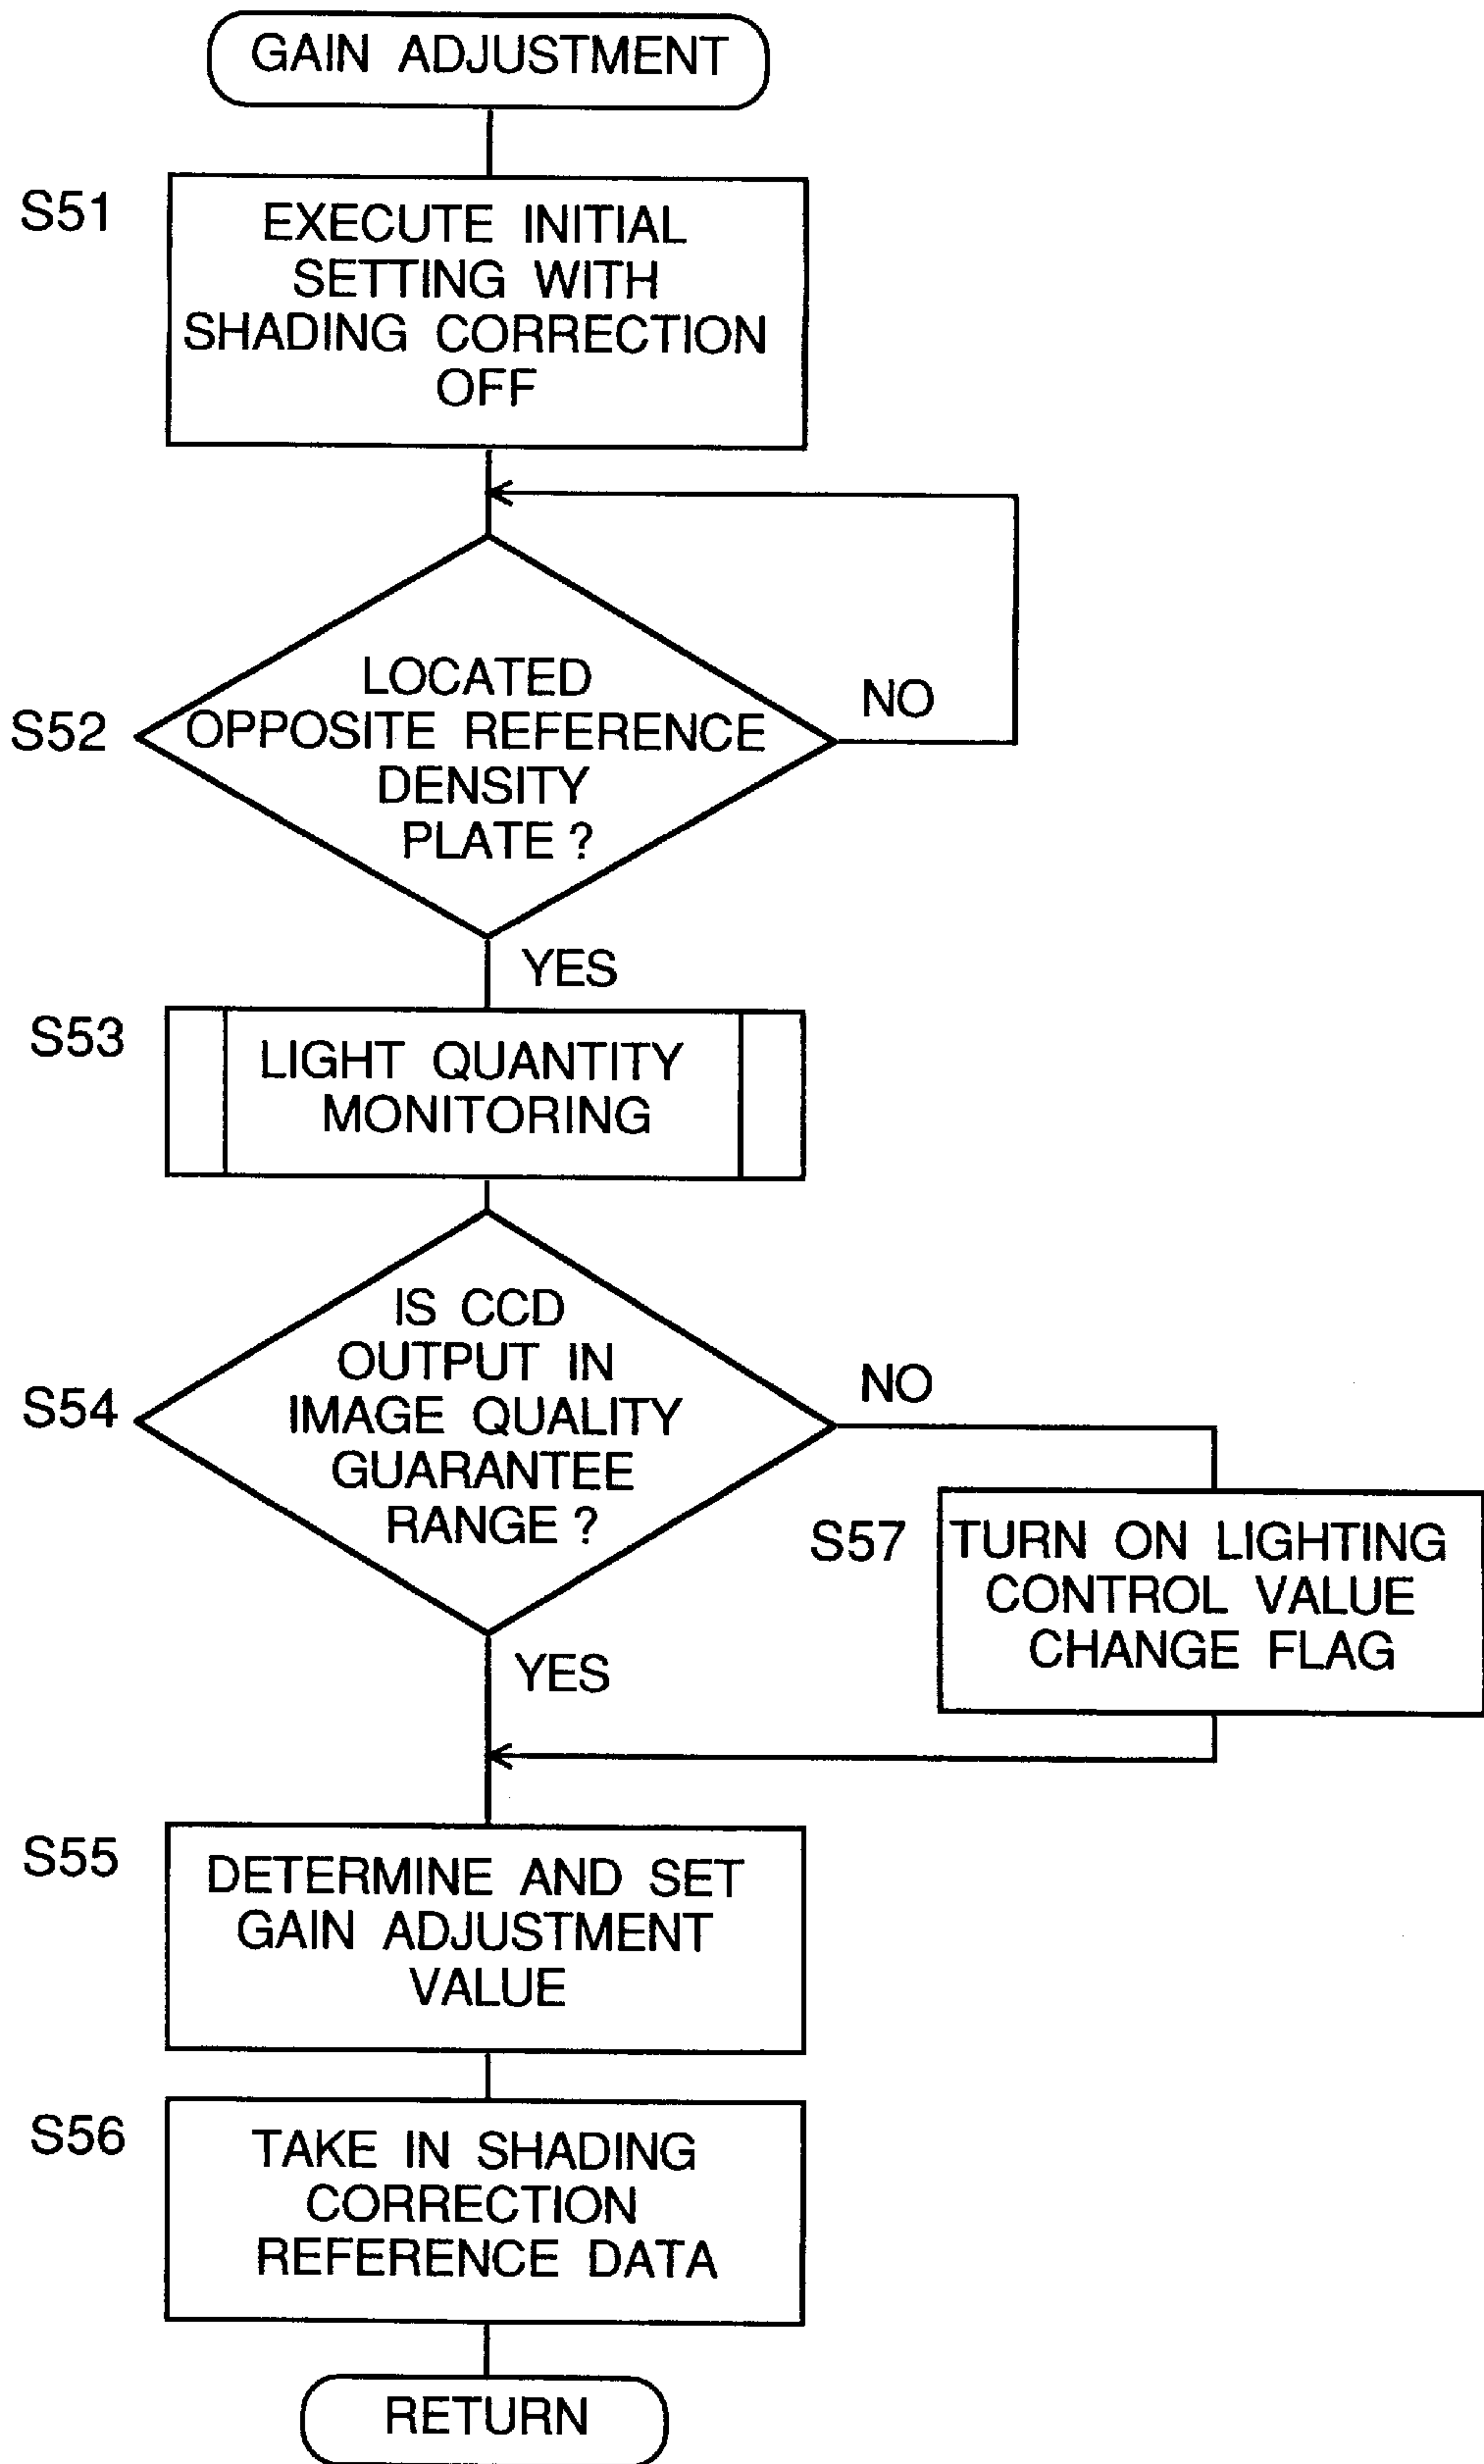 GAIN ADJUSTMENT
S51
EXECUTE INITIAL
SETTING WITH
SHADING CORRECTION
OFF
S52
LOCATED
OPPOSITE REFERENCE
DENSITY
PLATE ?
NO
YES
S53
LIGHT QUANTITY
MONITORING
S54
IS CCD
OUTPUT IN
IMAGE QUALITY
GUARANTEE
RANGE ?
NO
YES
S57
TURN ON LIGHTING
CONTROL VALUE
CHANGE FLAG
S55
DETERMINE AND SET
GAIN ADJUSTMENT
VALUE
S56
TAKE IN SHADING
CORRECTION
REFERENCE DATA
RETURN